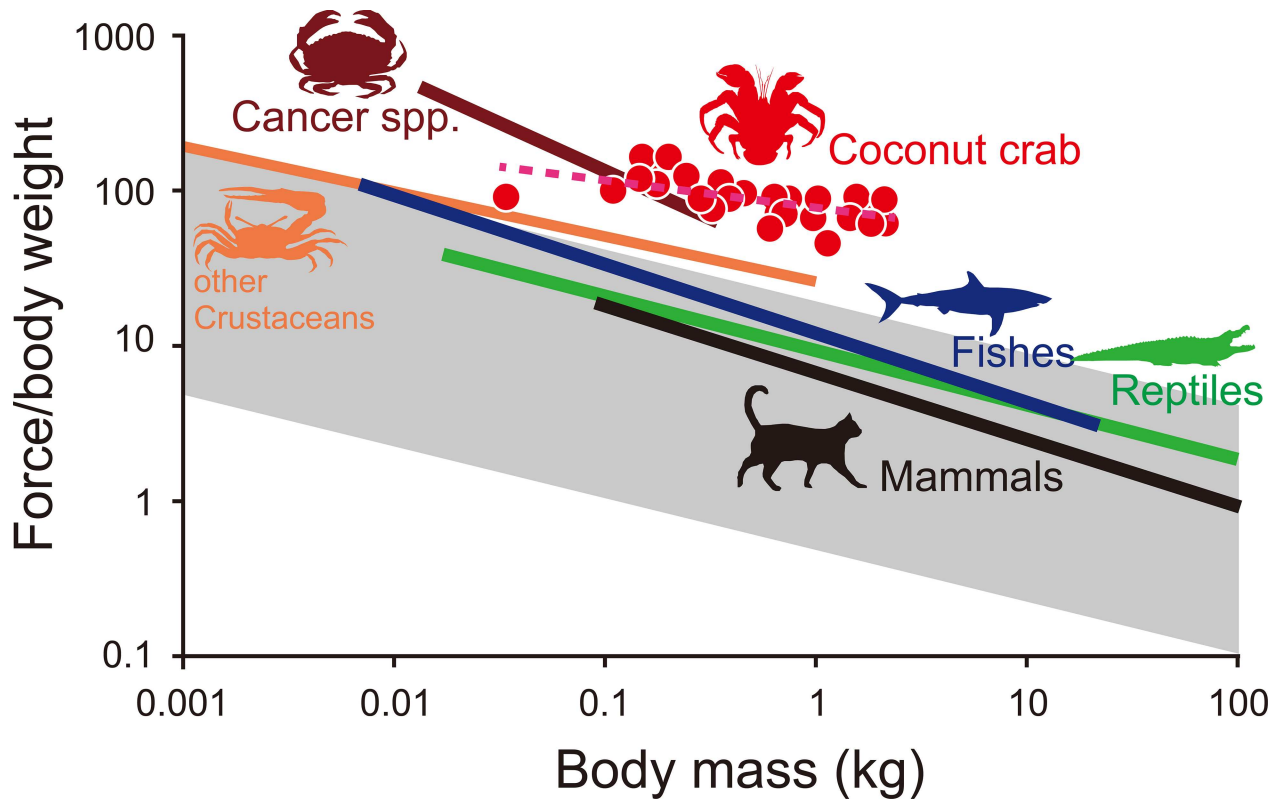 1000
100
10
1
0.1
Force/body weight
Cancer spp.
Coconut crab
other
Crustaceans
Fishes
Reptiles
Mammals
0.001 0.01 0.1 1 10 100
Body mass (kg)